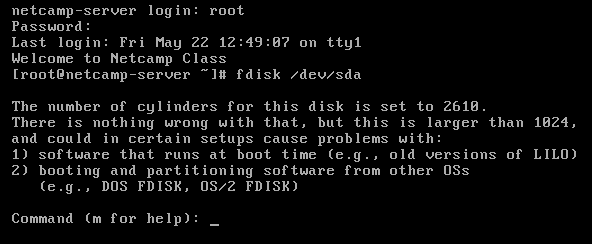 netcamp-server login: root
Password:
Last login: Fri May 22 12:49:07 on tty1
Welcome to Netcamp Class
[root@netcamp-server ~]# fdisk /dev/sda
The number of cylinders for this disk is set to 2610.
There is nothing wrong with that, but this is larger than 1024,
and could in certain setups cause problems with:
1) software that runs at boot time (e.g., old versions of LILO)
2) booting and partitioning software from other OSs
(e.g., DOS FDISK, OS/2 FDISK)
Command (m for help): _